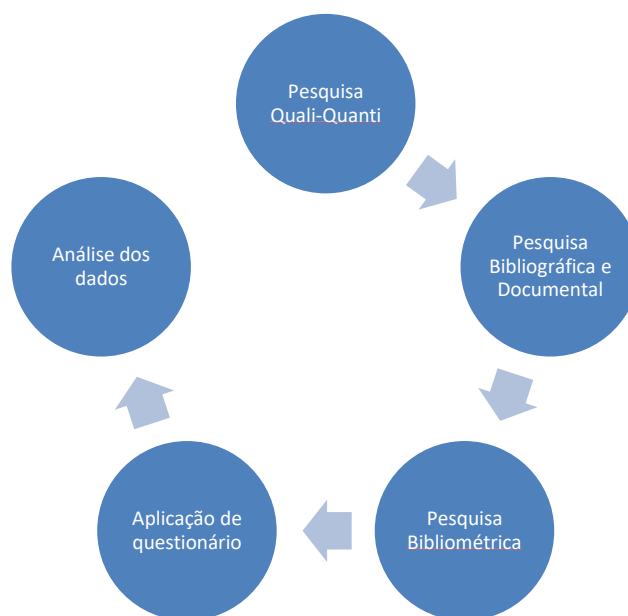 Pesquisa
Quali-Quanti
Pesquisa
Bibliográfica e
Documental
Pesquisa
Bibliométrica
Aplicação de
questionário
Análise dos
dados